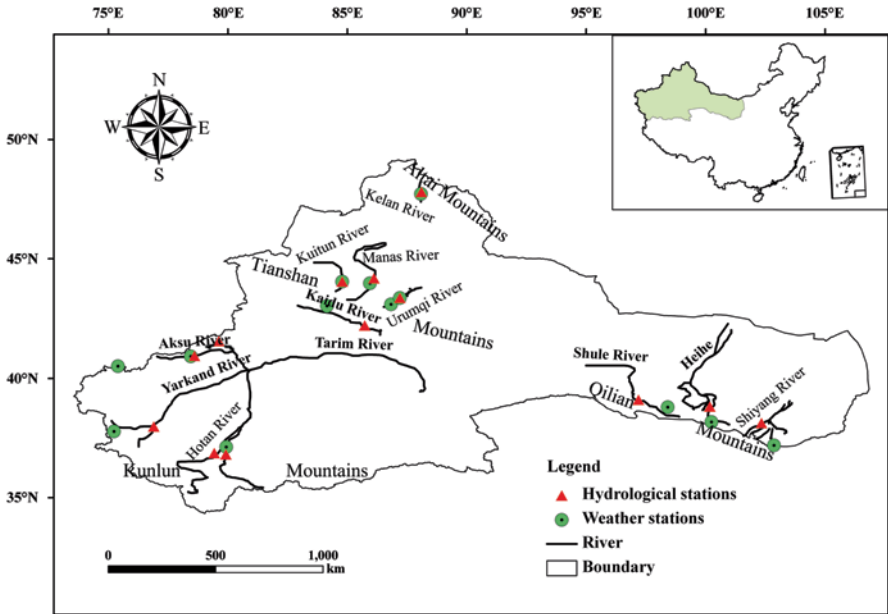 75°E 80°E 85°E 90°E 95°E 100°E 105°E
N
W E
S
50°N
45°N
40°N
35°N
Altai Mountains
Kelan River
Kuitun River
Manas River
Tianshan
Kaidu River
Urumqi River
Mountains
Aksu River
Tarim River
Yarkand River
Hotan River
Kunlun Mountains
Shule River
Heihe
Qilian
Shiyang River
Mountains
Legend
Hydrological stations
Weather stations
River
Boundary
0 500 1,000
km